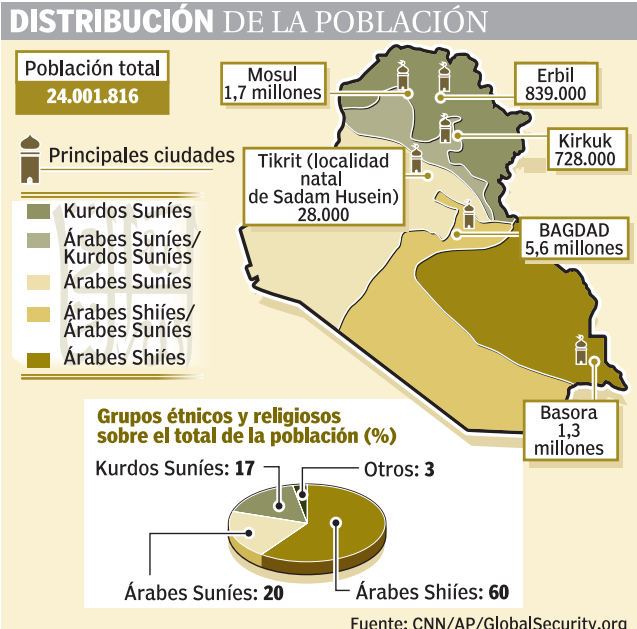 DISTRIBUCIÓN DE LA POBLACIÓN
Población total
24.001.816
Principales ciudades
Kurdos Suníes
Árabes Suníes/
Kurdos Suníes
Árabes Suníes
Árabes Shiíes/
Árabes Suníes
Árabes Shiíes
Mosul
1,7 millones
Erbil
839.000
Kirkuk
728.000
Tikrit (localidad
natal
de Sadam Husein)
28.000
BAGDAD
5,6 millones
Basora
1,3
millones
Grupos étnicos y religiosos
sobre el total de la población (%)
Kurdos Suníes: 17
Otros: 3
Árabes Suníes: 20
Árabes Shiíes: 60
Fuente: CNN/AP/GlobalSecurity.org